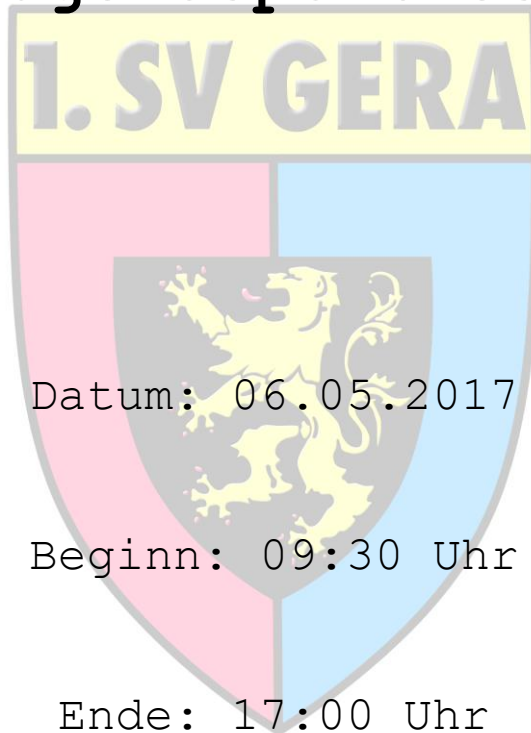 1. SV GERA
Datum: 06.05.2017
Beginn: 09:30 Uhr
Ende: 17:00 Uhr